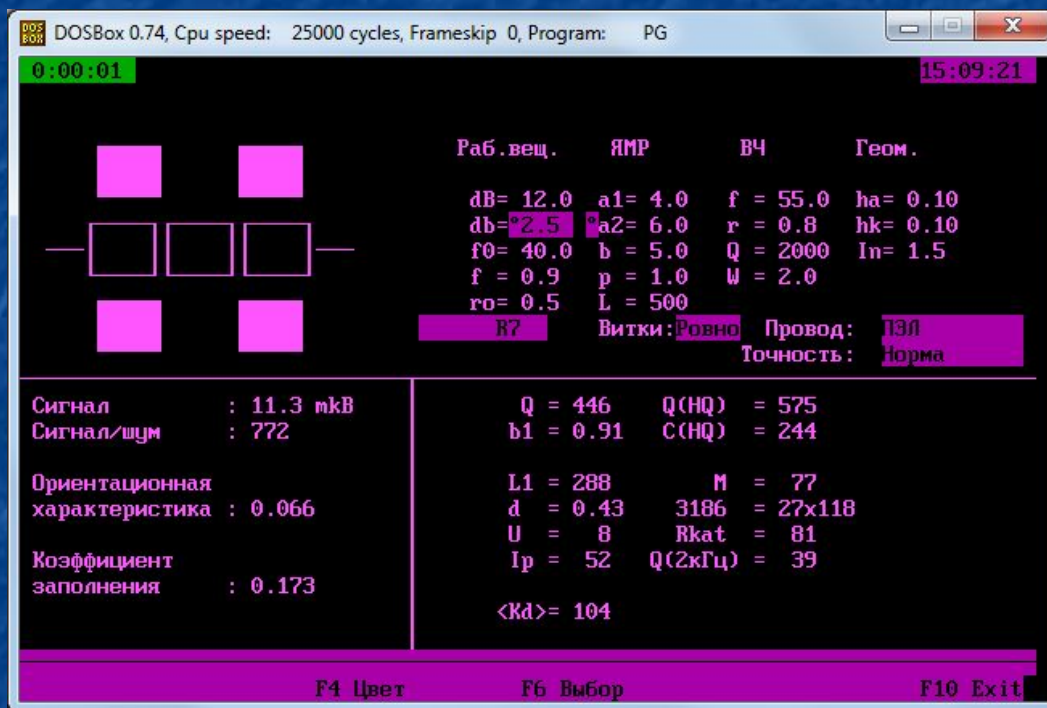 DOS BOX DOSBox 0.74, Cpu speed: 25000 cycles, Frameskip 0, Program: PG
0:00:01 15:09:21
Раб.вещ. ЯМР ВЧ Геом.
dB= 12.0 a1= 4.0 f = 55.0 ha= 0.10
db=°2.5 °a2= 6.0 r = 0.8 hk= 0.10
f0= 40.0 b = 5.0 Q = 2000 In= 1.5
f = 0.9 p = 1.0 W = 2.0
ro= 0.5 L = 500
R7 Витки:Ровно Провод: ПЭЛ
Точность: Норма
Сигнал : 11.3 mkB Q = 446 Q(HQ) = 575
Сигнал/шум : 772 b1 = 0.91 C(HQ) = 244
Ориентационная L1 = 288 M = 77
характеристика : 0.066 d = 0.43 3186 = 27x118
U = 8 Rkat = 81
Коэффициент Ip = 52 Q(2кГц) = 39
заполнения : 0.173
<Kd>= 104
F4 Цвет F6 Выбор F10 Exit